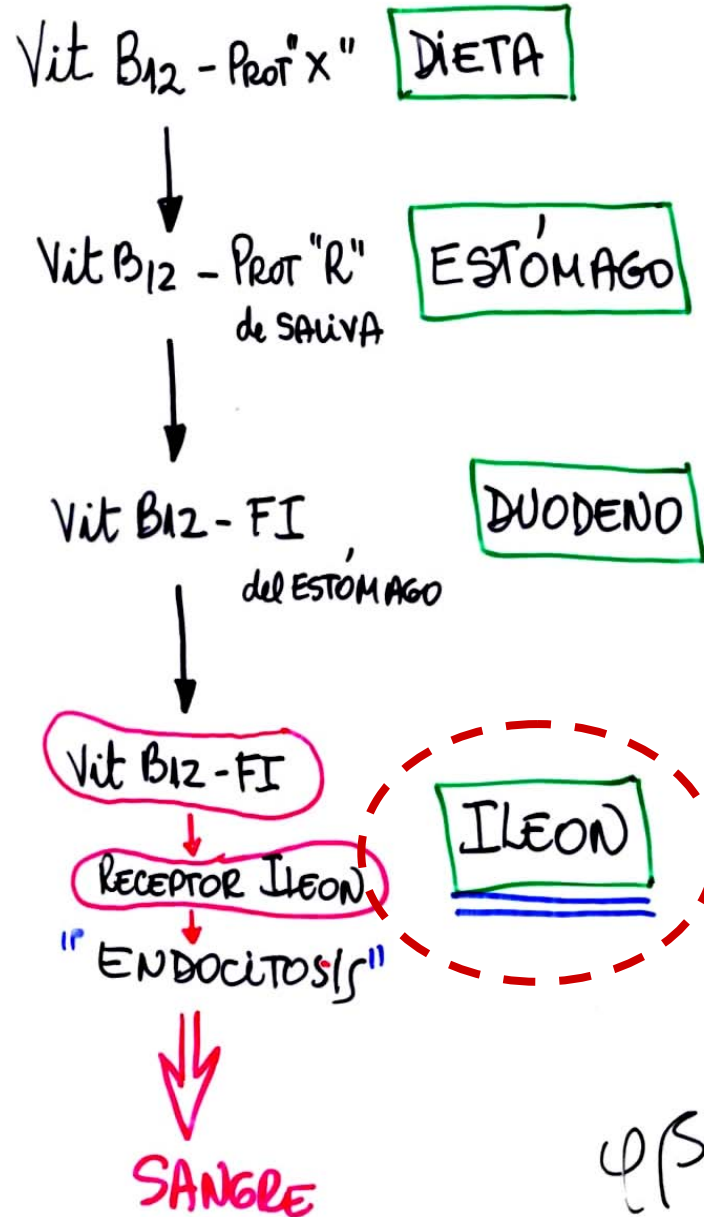 Vit B12 - PROT "X" DIETA
Vit B12 - PROT "R" ESTÓMAGO
de SALIVA
Vit B12 - FI DUODENO
del ESTÓMAGO
Vit B12 - FI
RECEPTOR ILEON ILEON
"ENDOCITOSIS"
SANGRE